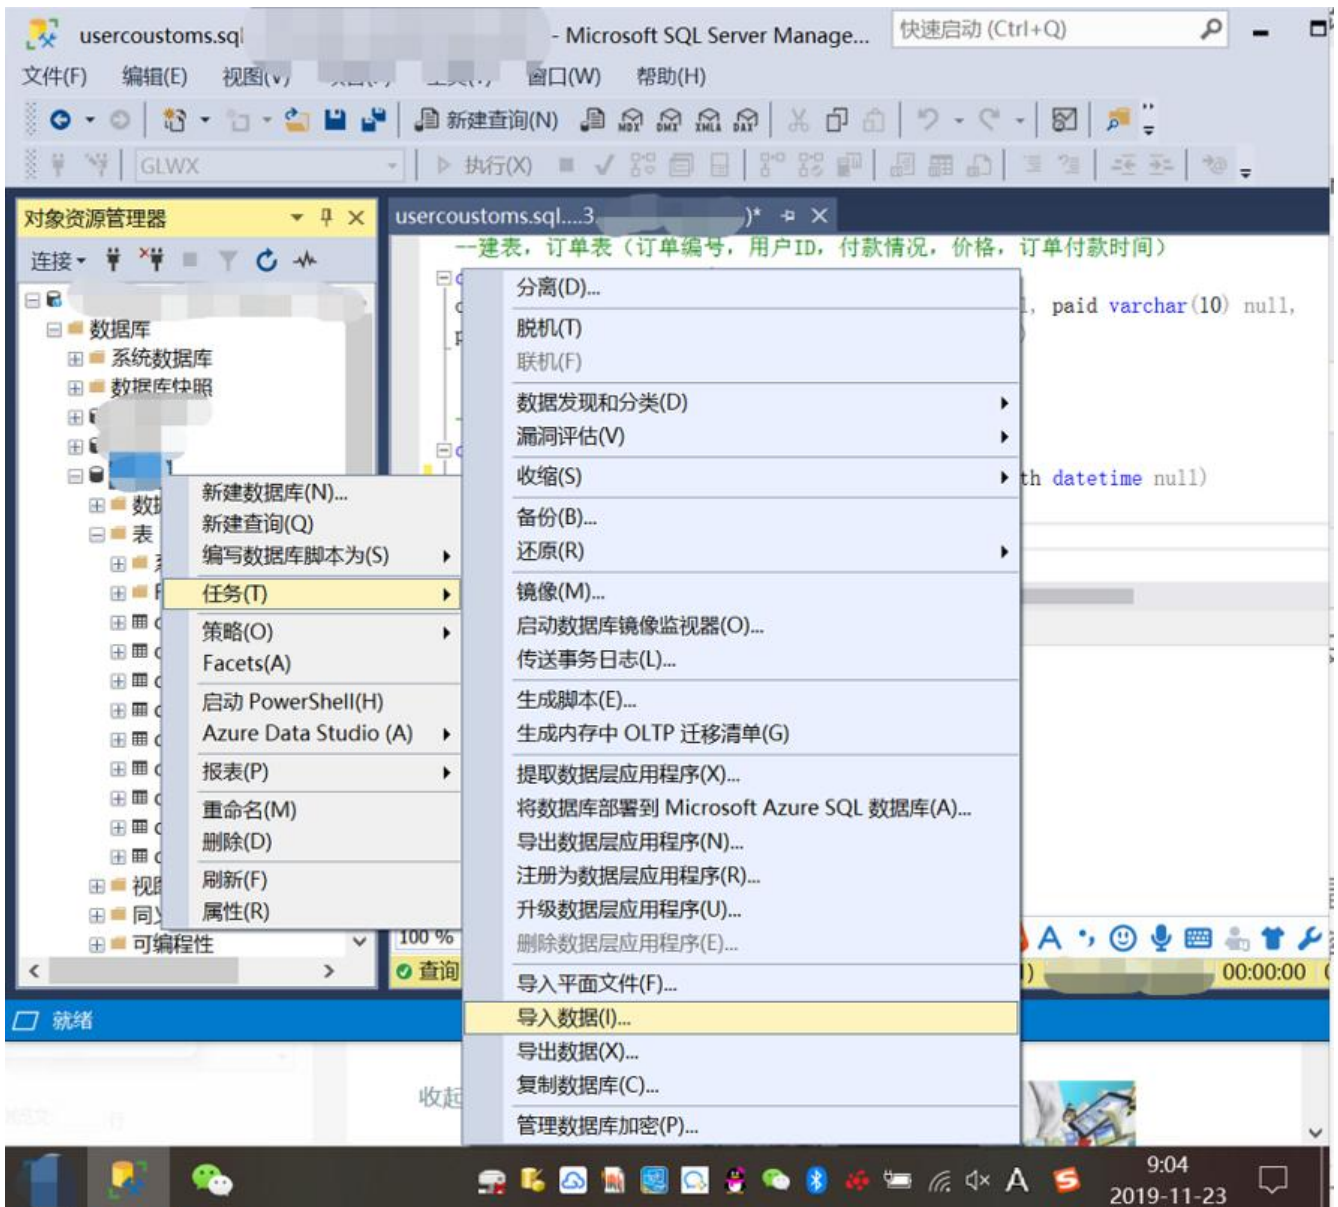 usercoustoms.sql - Microsoft SQL Server Manage... 快速启动 (Ctrl+Q)
文件(F) 编辑(E) 视图(V) 窗口(W) 帮助(H)
新建查询(N) MDX DMX XMLA DAX
GLWX 执行(X)
对象资源管理器
usercoustoms.sql....3 )*
连接
--建表，订单表（订单编号，用户ID，付款情况，价格，订单付款时间）
paid varchar(10) null,
th datetime null)
数据库
系统数据库
数据库快照
表
可编程性
新建数据库(N)...
新建查询(Q)
编写数据库脚本为(S)
任务(T)
策略(O)
Facets(A)
启动 PowerShell(H)
Azure Data Studio (A)
报表(P)
重命名(M)
删除(D)
刷新(F)
属性(R)
分离(D)...
脱机(T)
联机(F)
数据发现和分类(D)
漏洞评估(V)
收缩(S)
备份(B)...
还原(R)
镜像(M)...
启动数据库镜像监视器(O)...
传送事务日志(L)...
生成脚本(E)...
生成内存中 OLTP 迁移清单(G)
提取数据层应用程序(X)...
将数据库部署到 Microsoft Azure SQL 数据库(A)...
导出数据层应用程序(N)...
注册为数据层应用程序(R)...
升级数据层应用程序(U)...
删除数据层应用程序(E)...
导入平面文件(F)...
导入数据(I)...
导出数据(X)...
复制数据库(C)...
管理数据库加密(P)...
100 %
查询
00:00:00
就绪
收起
9:04
2019-11-23